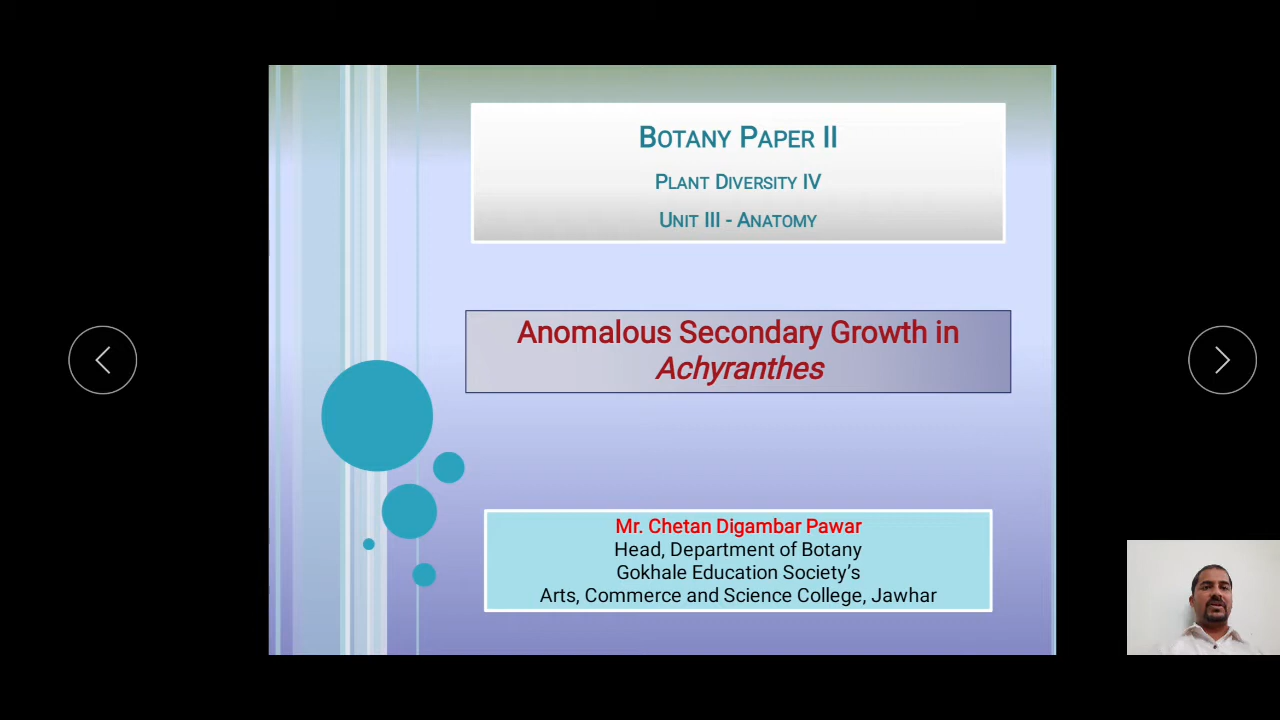 BOTANY PAPER II
PLANT DIVERSITY IV
UNIT III - ANATOMY
Anomalous Secondary Growth in
Achyranthes
Mr. Chetan Digambar Pawar
Head, Department of Botany
Gokhale Education Society's
Arts, Commerce and Science College, Jawhar